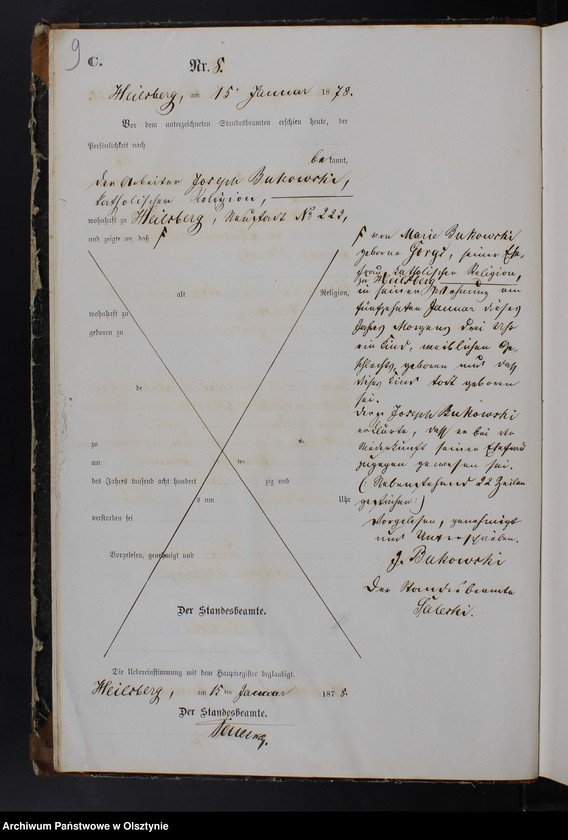 9
C.
Nr. 8.
Heilsberg, am 15ten Januar 1878.
Vor dem unterzeichneten Standesbeamten erschien heute, der
Persönlichkeit nach
bekannt,
der Arbeiter Joseph Bukowski,
katholischer Religion,
wohnhaft zu Heilsberg, Neustadt No 223,
und zeigte an, daß
alt Religion,
wohnhaft zu
geboren zu
de
zu
am ten
des Jahres tausend acht hundert zig und
s um Uhr
verstorben sei
Vorgelesen, genehmigt und
Der Standesbeamte.
von Marie Bukowski
geborne seiner Ehe-
frau, katholischer Religion,
zu Heilsberg
in seiner Wohnung am
fünfzehnten Januar dieses
Jahres Morgens drei Uhr
ein Kind, weiblichen Ge-
schlechts, geboren und daß
dieses Kind todt geboren
sei.
Joseph Bukowski
erklärte, daß er bei der
Niederkunft seiner Ehefrau
zugegen gewesen sei.
(: Nebenstehend 22 Zeilen
gestrichen :)
Vorgelesen, genehmigt
und Unterschrieben.
J. Bukowski
Der Standesbeamte
Die Uebereinstimmung mit dem Hauptregister beglaubigt.
Heilsberg, am 15ten Januar 1878.
Der Standesbeamte.
Archiwum Państwowe w Olsztynie